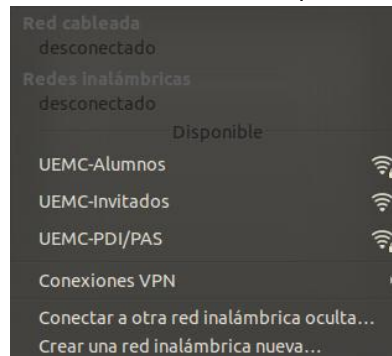 Red cableada
desconectado
Redes inalámbricas
desconectado
Disponible
UEMC-Alumnos
UEMC-Invitados
UEMC-PDI/PAS
Conexiones VPN
Conectar a otra red inalámbrica oculta…
Crear una red inalámbrica nueva…